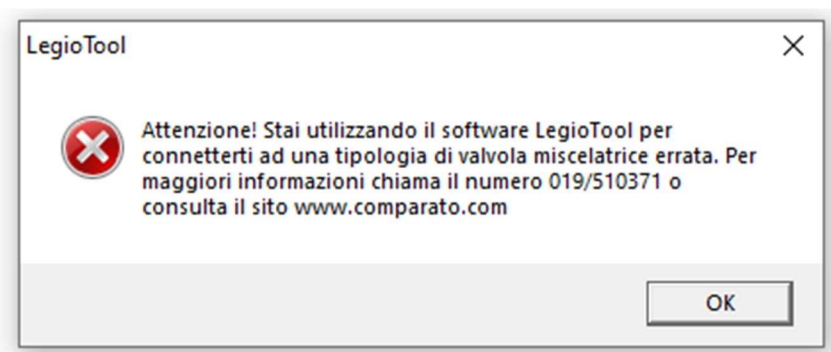 LegioTool
Attenzione! Stai utilizzando il software LegioTool per
connetterti ad una tipologia di valvola miscelatrice errata. Per
maggiori informazioni chiama il numero 019/510371 o
consulta il sito www.comparato.com
OK